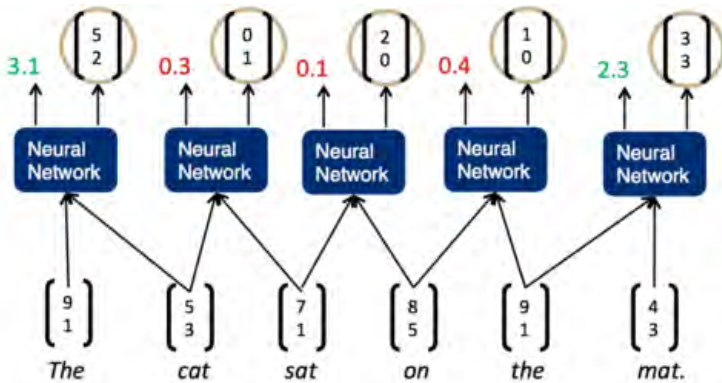 3.1 5 0.3 0 0.1 2 0.4 1 2.3 3
2 1 0 0 3
Neural Neural Neural Neural Neural
Network Network Network Network Network
9 5 7 8 9 4
1 3 1 5 1 3
The cat sat on the mat.